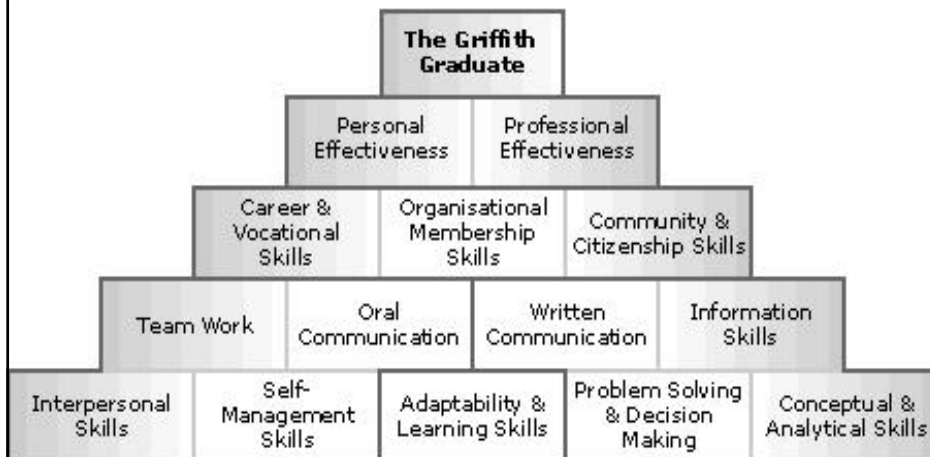 The Griffith
Graduate
Personal
Effectiveness
Professional
Effectiveness
Career &
Vocational
Skills
Organisational
Membership
Skills
Community &
Citizenship Skills
Team Work
Oral
Communication
Written
Communication
Information
Skills
Interpersonal
Skills
Self-
Management
Skills
Adaptability &
Learning Skills
Problem Solving
& Decision
Making
Conceptual &
Analytical Skills